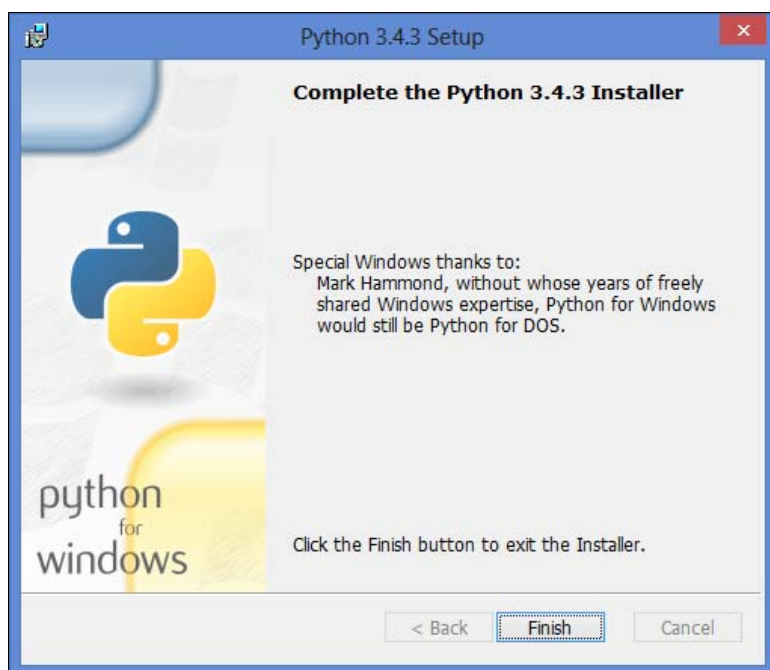 Python 3.4.3 Setup
Complete the Python 3.4.3 Installer
Special Windows thanks to:
Mark Hammond, without whose years of freely
shared Windows expertise, Python for Windows
would still be Python for DOS.
python
for
windows
Click the Finish button to exit the Installer.
< Back
Finish
Cancel